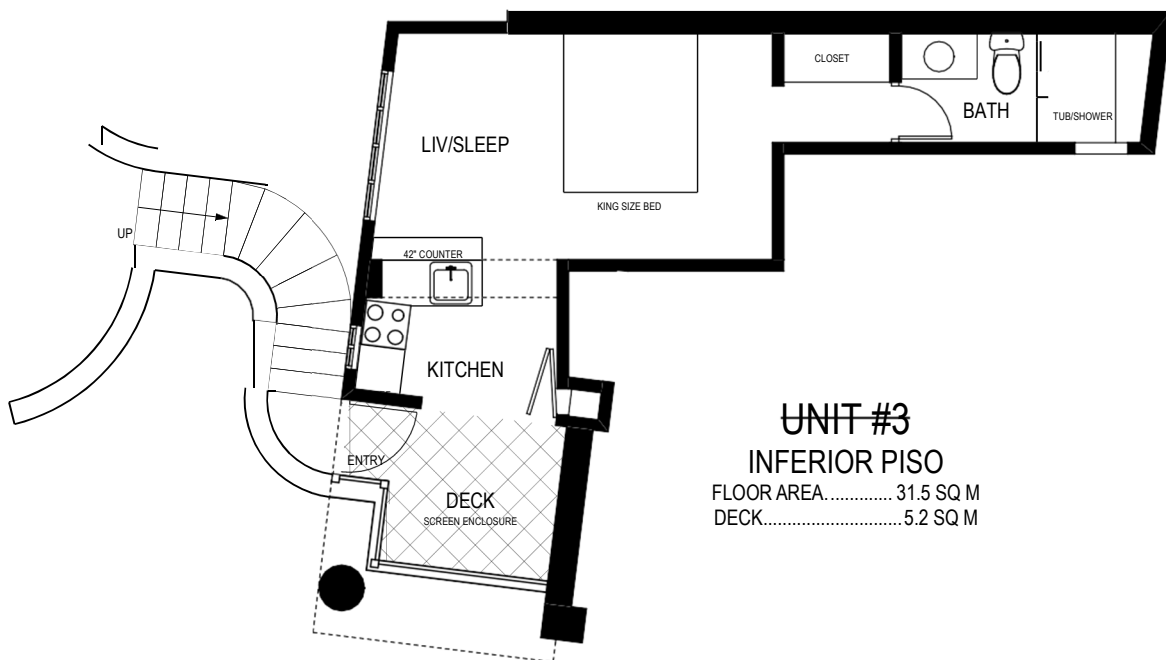 CLOSET
BATH
TUB/SHOWER
LIV/SLEEP
KING SIZE BED
UP
42" COUNTER
KITCHEN
ENTRY
DECK
SCREEN ENCLOSURE
UNIT #3
INFERIOR PISO
FLOOR AREA.............. 31.5 SQ M
DECK..............................5.2 SQ M